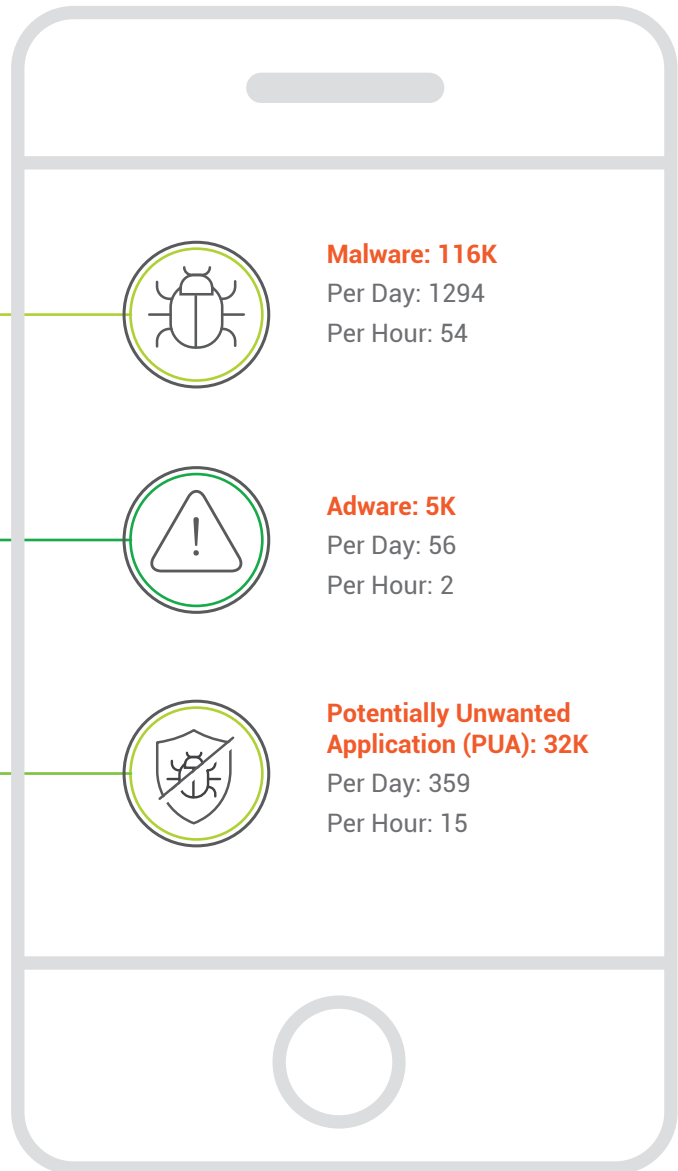 Malware: 116K
Per Day: 1294
Per Hour: 54
!
Adware: 5K
Per Day: 56
Per Hour: 2
Potentially Unwanted
Application (PUA): 32K
Per Day: 359
Per Hour: 15